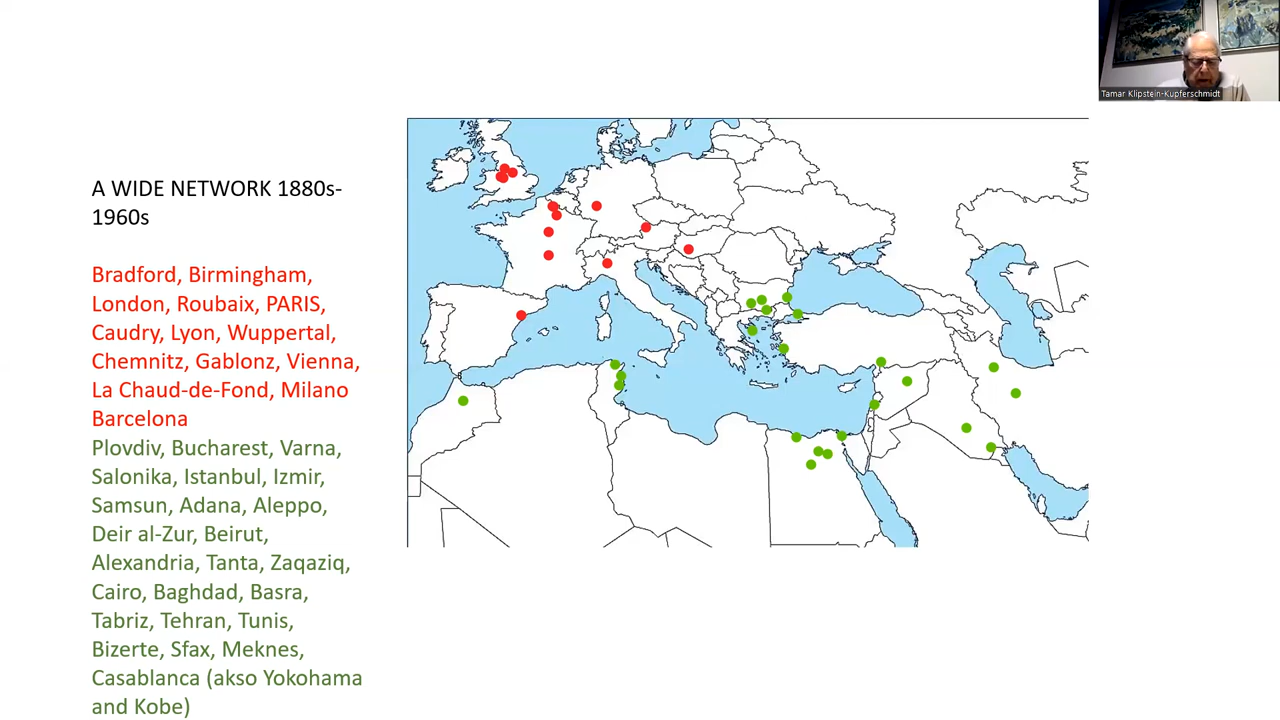 Tamar Klipstein-Kupferschmidt
A WIDE NETWORK 1880s-
1960s
Bradford, Birmingham,
London, Roubaix, PARIS,
Caudry, Lyon, Wuppertal,
Chemnitz, Gablonz, Vienna,
La Chaud-de-Fond, Milano
Barcelona
Plovdiv, Bucharest, Varna,
Salonika, Istanbul, Izmir,
Samsun, Adana, Aleppo,
Deir al-Zur, Beirut,
Alexandria, Tanta, Zaqaziq,
Cairo, Baghdad, Basra,
Tabriz, Tehran, Tunis,
Bizerte, Sfax, Meknes,
Casablanca (akso Yokohama
and Kobe)